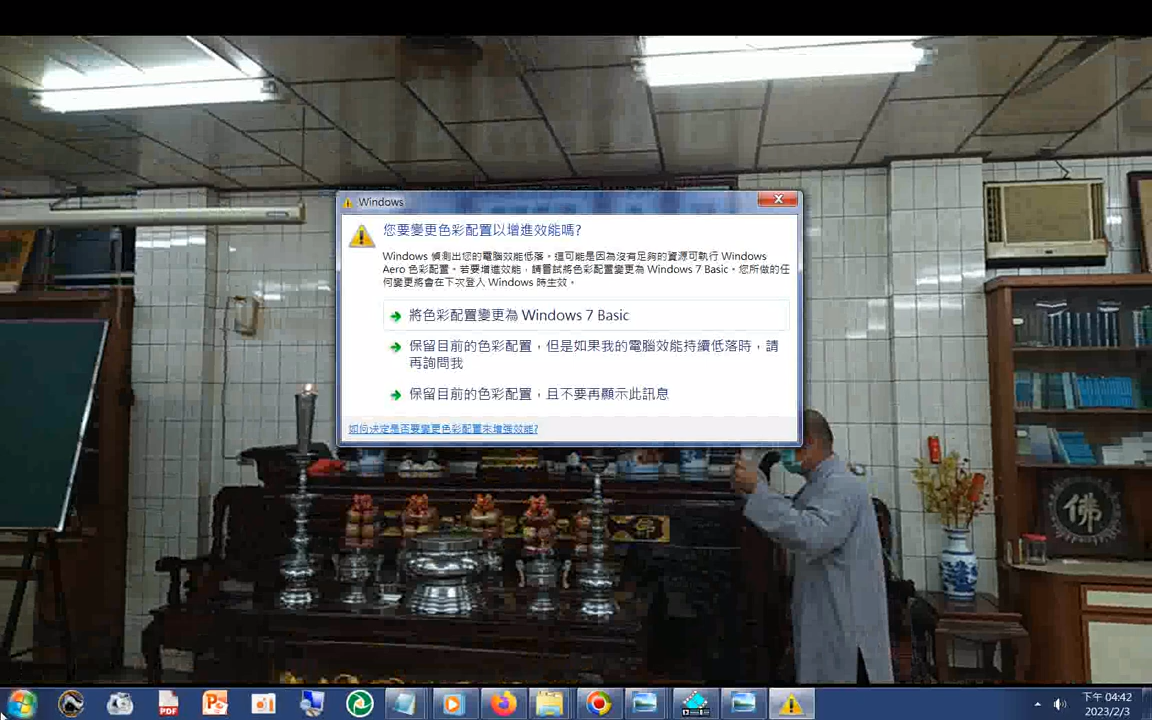 Windows
您要變更色彩配置以增進效能嗎?
Windows 偵測出您的電腦效能低落。這可能是因為沒有足夠的資源可執行 Windows
Aero 色彩配置。若要增進效能，請嘗試將色彩配置變更為 Windows 7 Basic。您所做的任
何變更將會在下次登入 Windows 時生效。
將色彩配置變更為 Windows 7 Basic
保留目前的色彩配置，但是如果我的電腦效能持續低落時，請
再詢問我
保留目前的色彩配置，且不要再顯示此訊息
如何決定是否要變更色彩配置來增強效能?
佛
佛
PDF
下午 04:42
2023/2/3